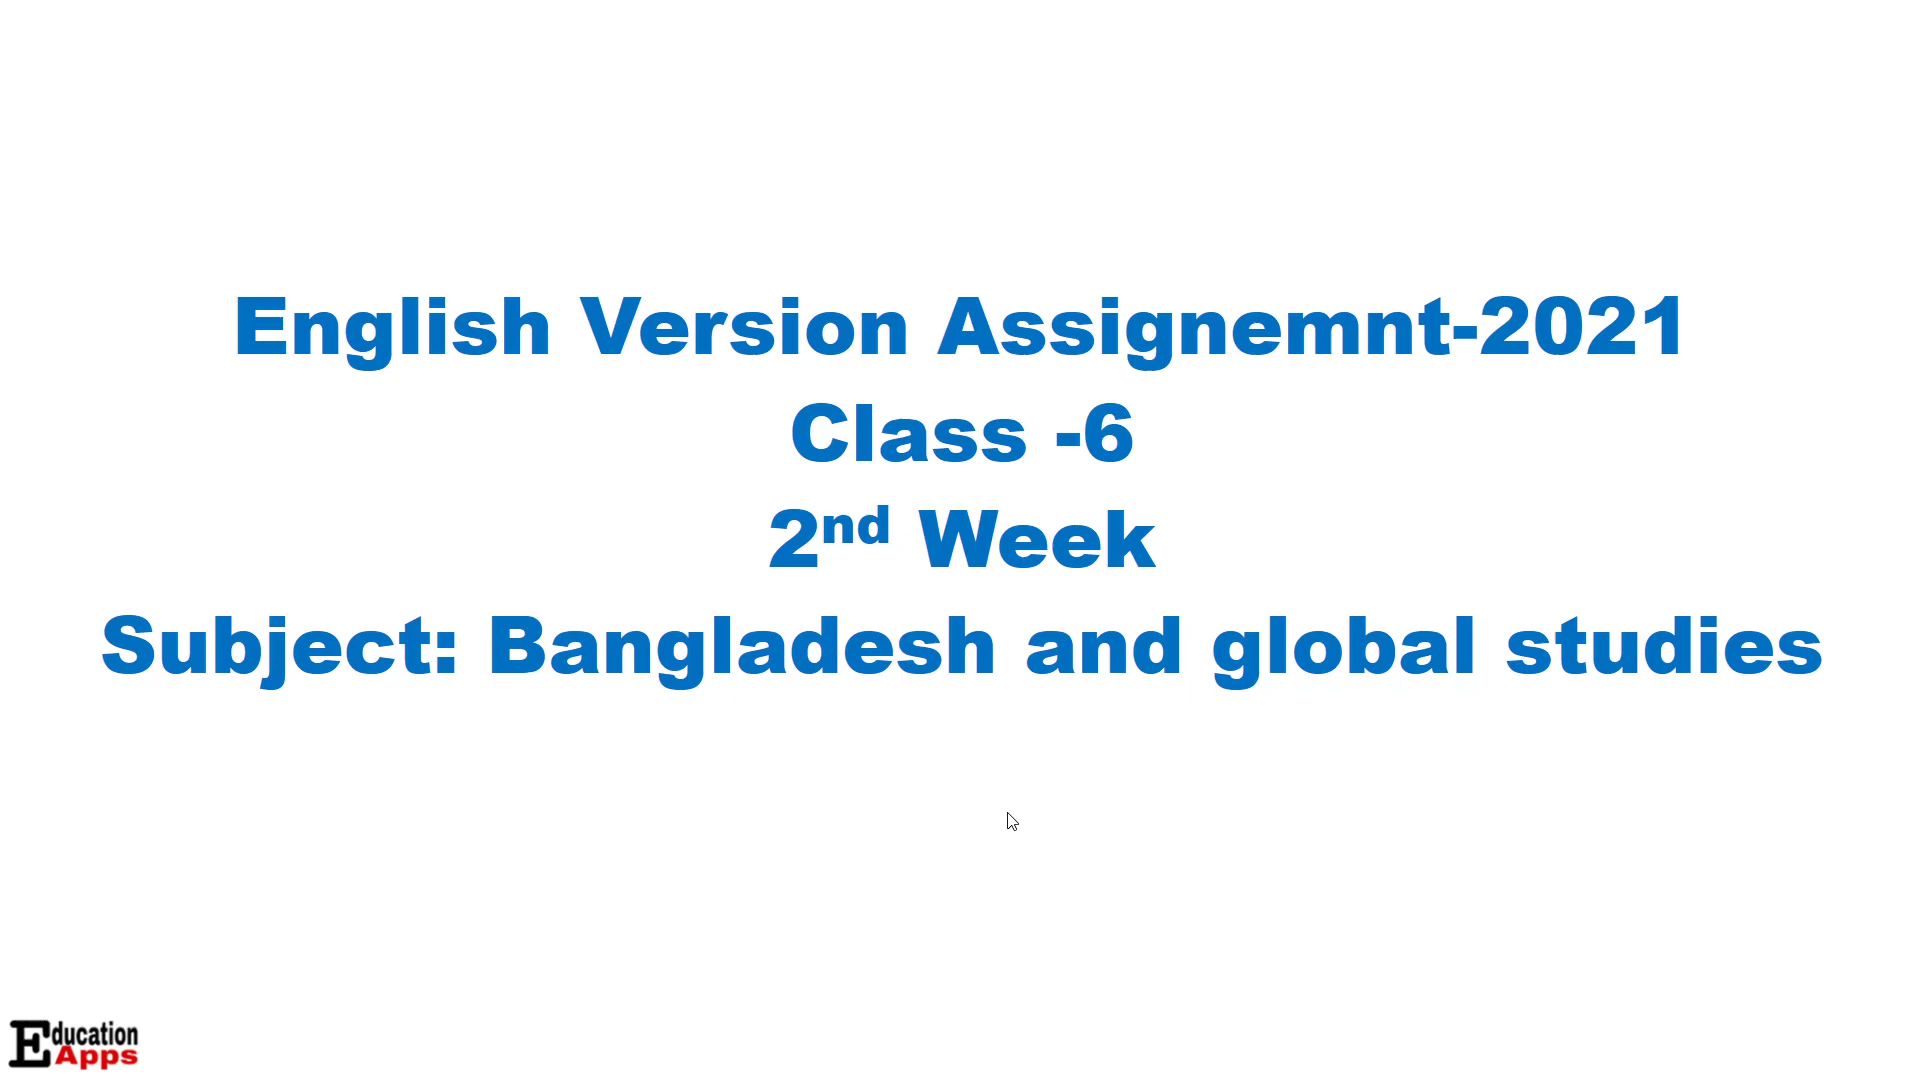 English Version Assignemnt-2021
Class -6
2nd Week
Subject: Bangladesh and global studies
Education
Apps